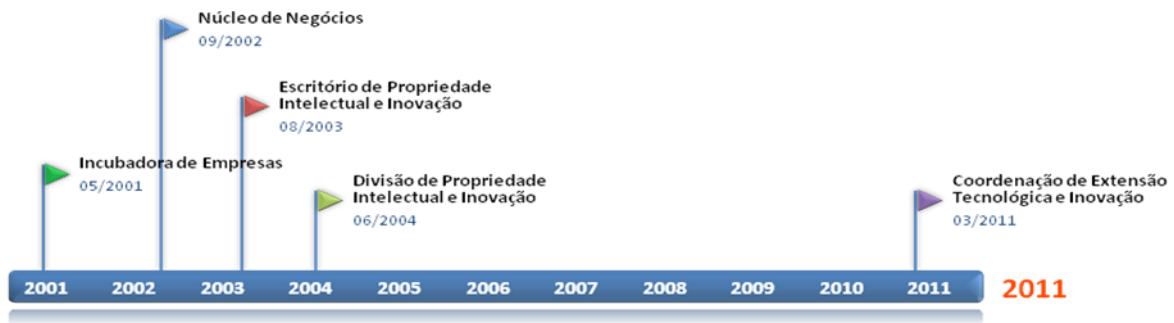 Núcleo de Negócios
09/2002
Escritório de Propriedade
Intelectual e Inovação
08/2003
Incubadora de Empresas
05/2001
Divisão de Propriedade
Intelectual e Inovação
06/2004
Coordenação de Extensão
Tecnológica e Inovação
03/2011
2001 2002 2003 2004 2005 2006 2007 2008 2009 2010 2011 2011